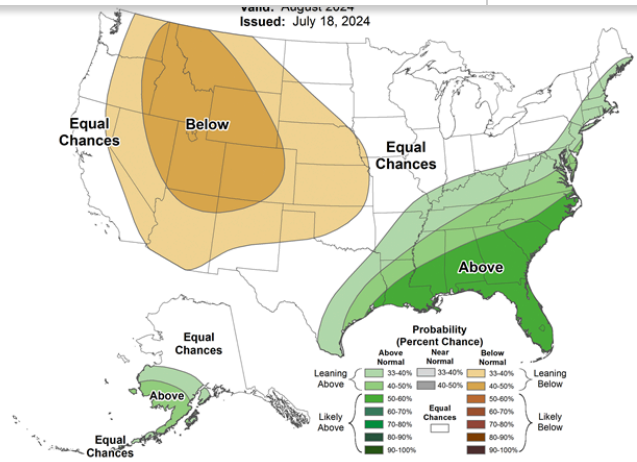 Valid: August 2024
Issued: July 18, 2024
Equal
Chances
Below
Equal
Chances
Above
Equal
Chances
Above
Equal
Chances
Probability
(Percent Chance)
Above Normal
Near Normal
Below Normal
Leaning Above
33-40%
33-40%
33-40%
Leaning Below
40-50%
40-50%
40-50%
Likely Above
50-60%
Equal Chances
50-60%
Likely Below
60-70%
60-70%
70-80%
70-80%
80-90%
80-90%
90-100%
90-100%